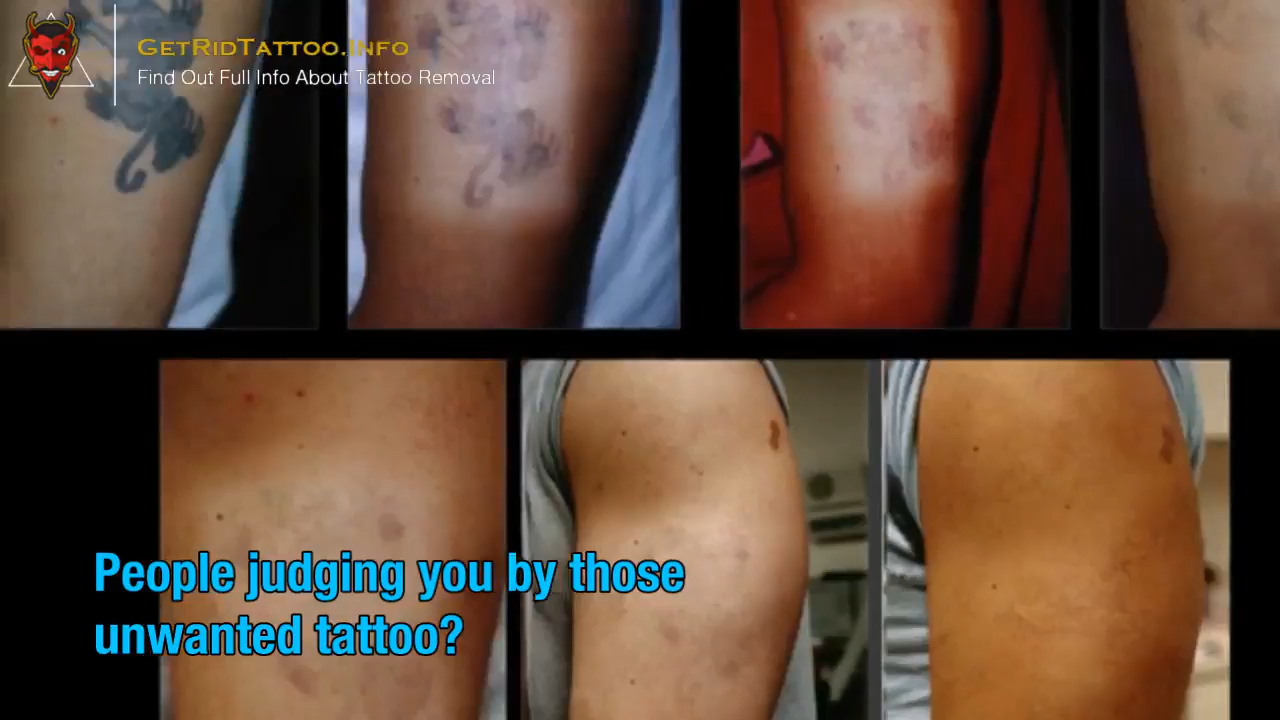 GetRidTattoo.Info
Find Out Full Info About Tattoo Removal
People judging you by those
unwanted tattoo?